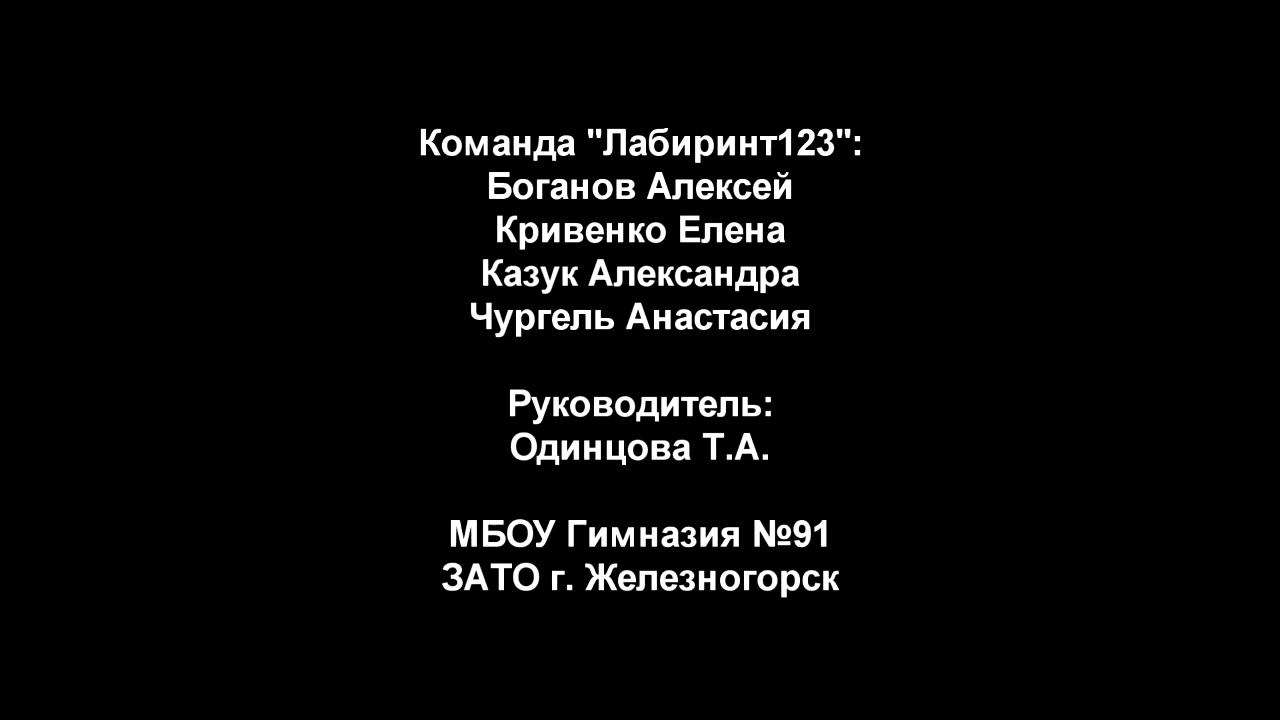 Команда "Лабиринт123":
Боганов Алексей
Кривенко Елена
Казук Александра
Чургель Анастасия
Руководитель:
Одинцова Т.А.
МБОУ Гимназия №91
ЗАТО г. Железногорск